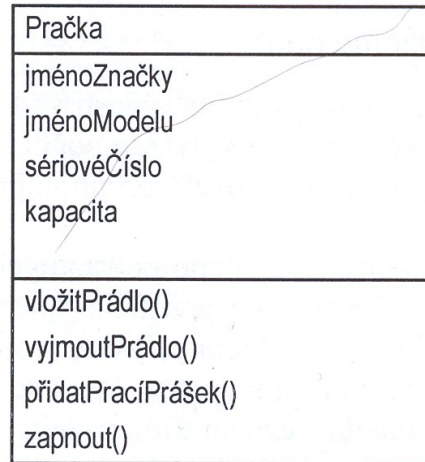 Pračka
jménoZnačky
jménoModelu
sériovéČíslo
kapacita
vložitPrádlo()
vyjmoutPrádlo()
přidatPracíPrášek()
zapnout()